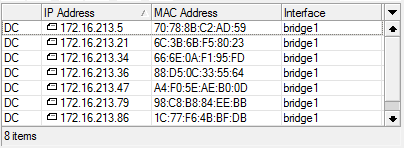 IP Address MAC Address Interface
DC 172.16.213.5 70:78:8B:C2:AD:59 bridge1
DC 172.16.213.21 6C:3B:6B:F5:80:23 bridge1
DC 172.16.213.34 66:6E:0A:F1:95:FD bridge1
DC 172.16.213.36 88:D5:0C:33:55:64 bridge1
DC 172.16.213.47 A4:F0:5E:AE:B0:0D bridge1
DC 172.16.213.79 98:C8:B8:84:EE:BB bridge1
DC 172.16.213.86 1C:77:F6:4B:BF:DB bridge1
8 items